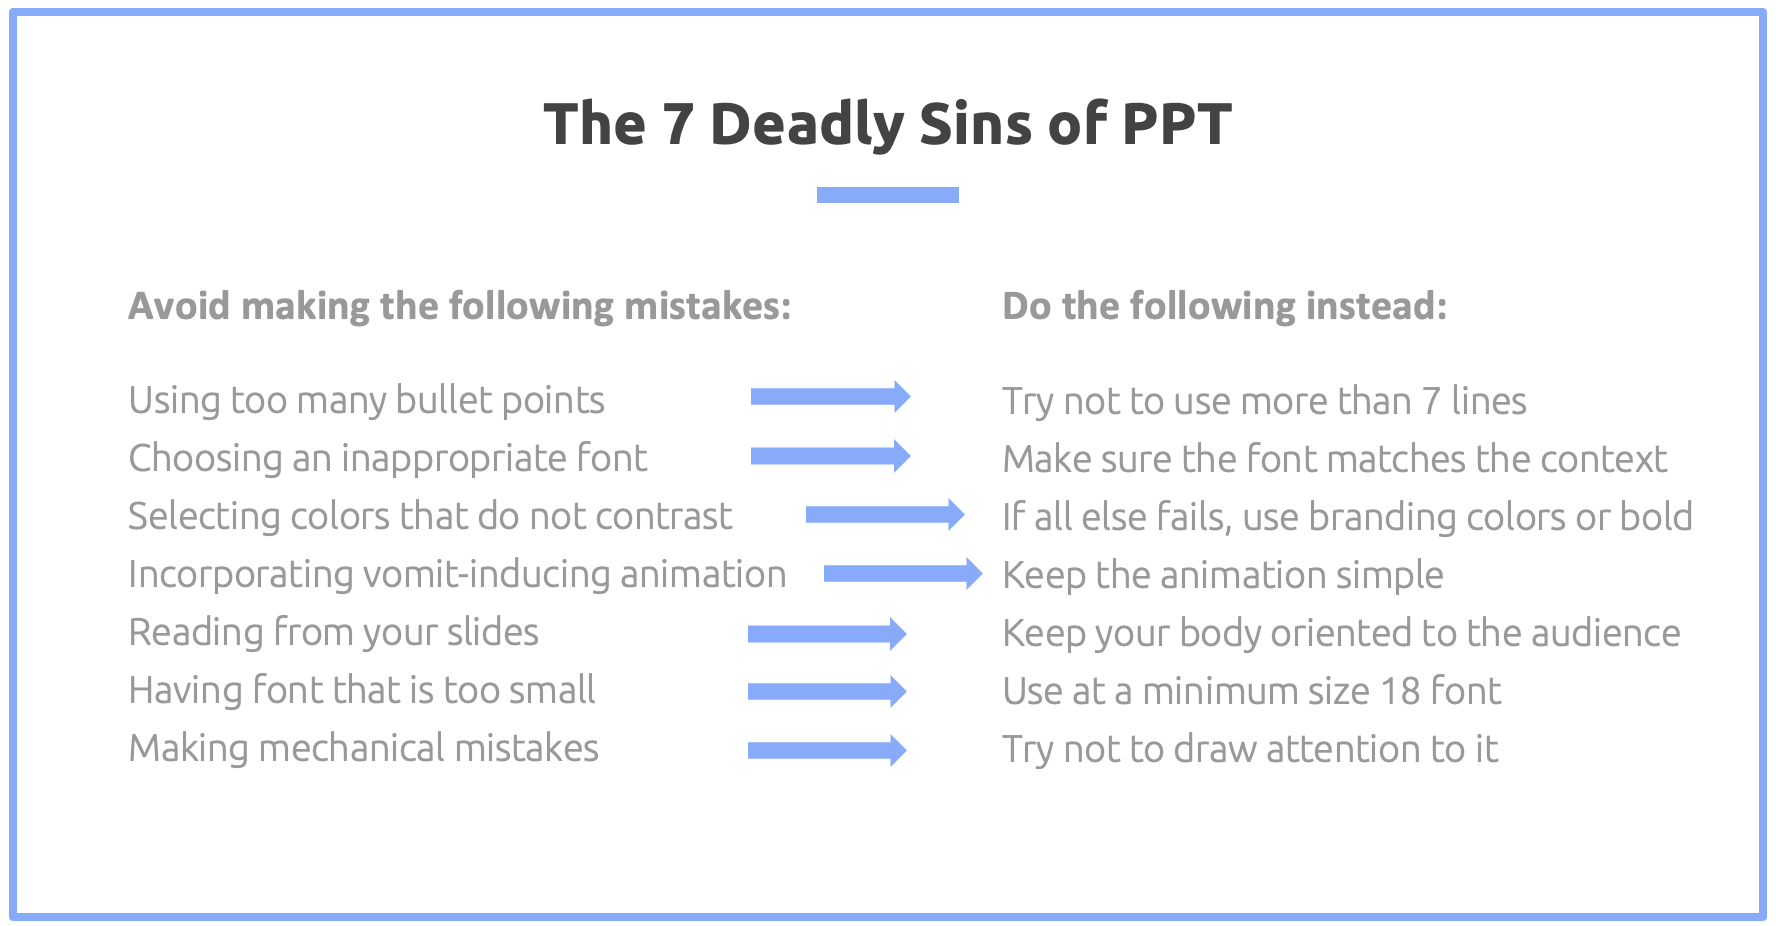 The 7 Deadly Sins of PPT
Avoid making the following mistakes:
Using too many bullet points
Choosing an inappropriate font
Selecting colors that do not contrast
Incorporating vomit-inducing animation
Reading from your slides
Having font that is too small
Making mechanical mistakes
Do the following instead:
Try not to use more than 7 lines
Make sure the font matches the context
If all else fails, use branding colors or bold
Keep the animation simple
Keep your body oriented to the audience
Use at a minimum size 18 font
Try not to draw attention to it